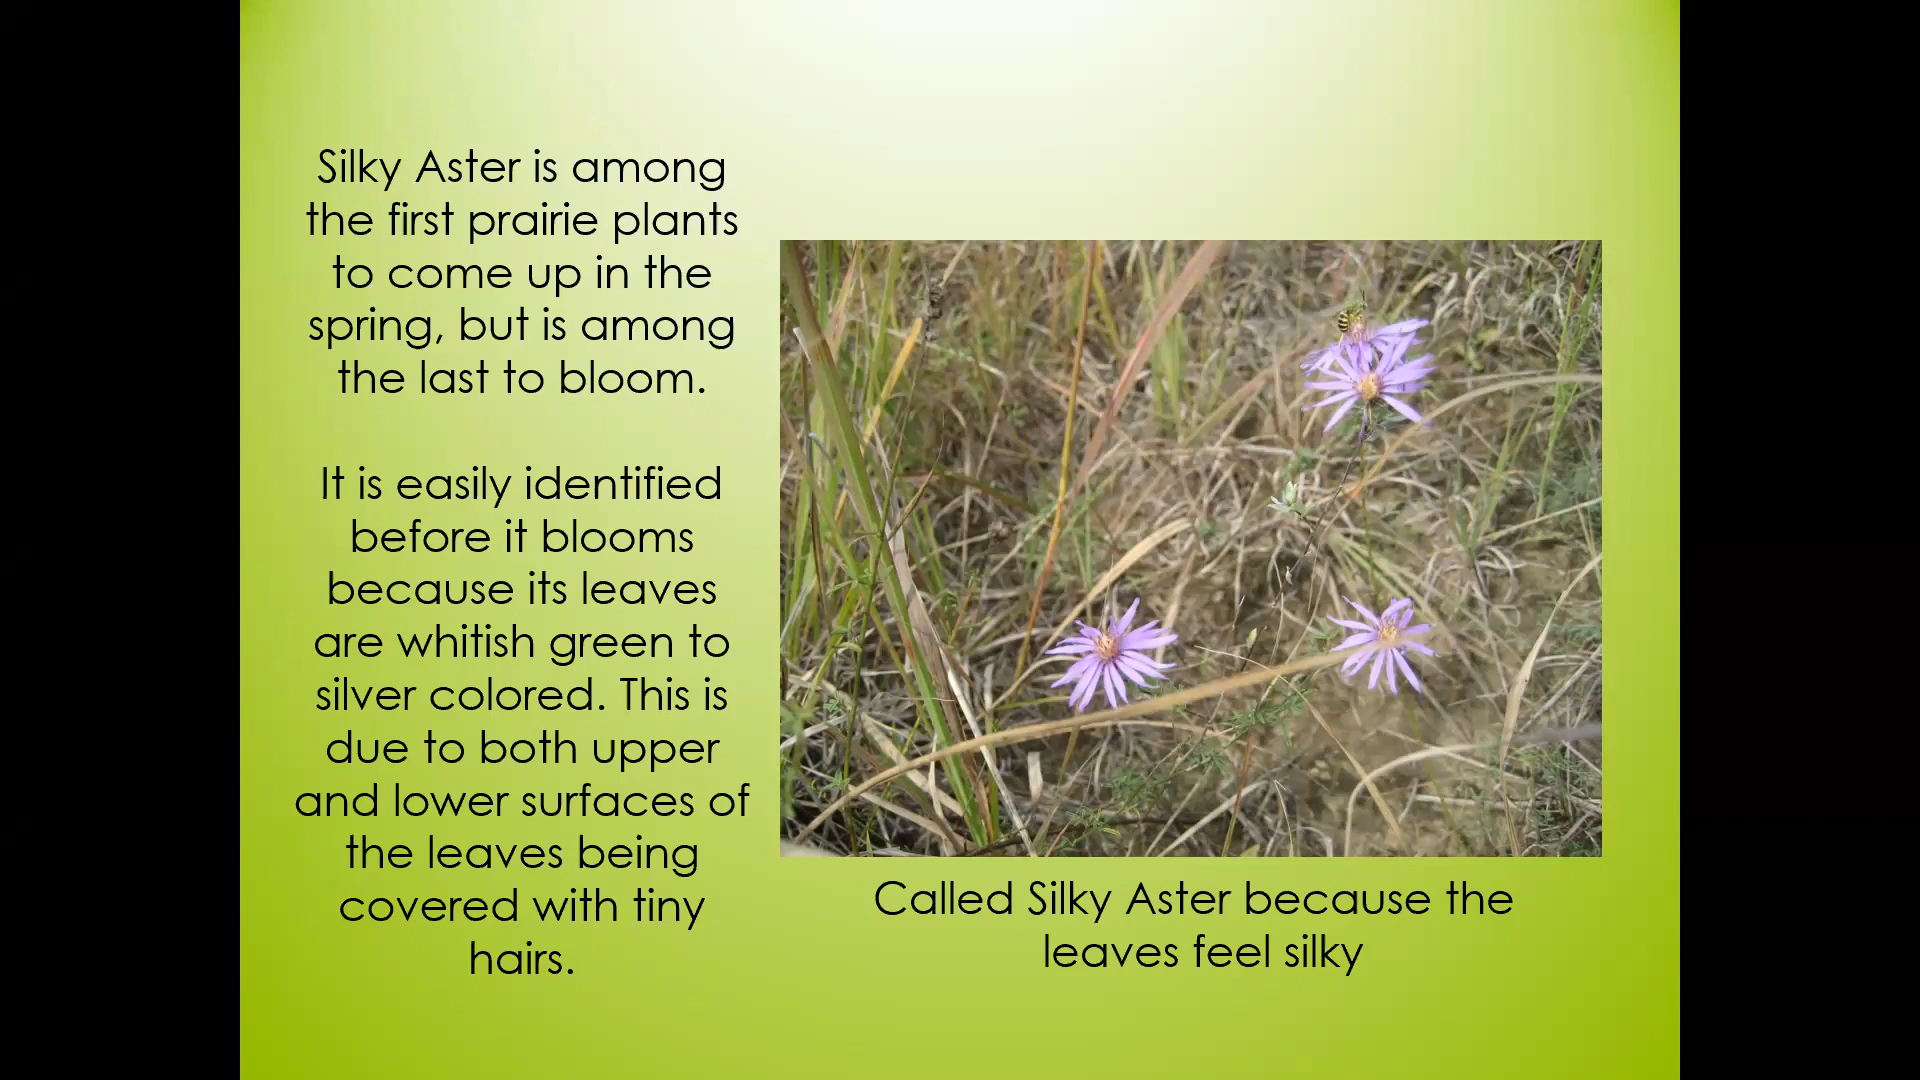 Silky Aster is among
the first prairie plants
to come up in the
spring, but is among
the last to bloom.
It is easily identified
before it blooms
because its leaves
are whitish green to
silver colored. This is
due to both upper
and lower surfaces of
the leaves being
covered with tiny
hairs.
Called Silky Aster because the
leaves feel silky